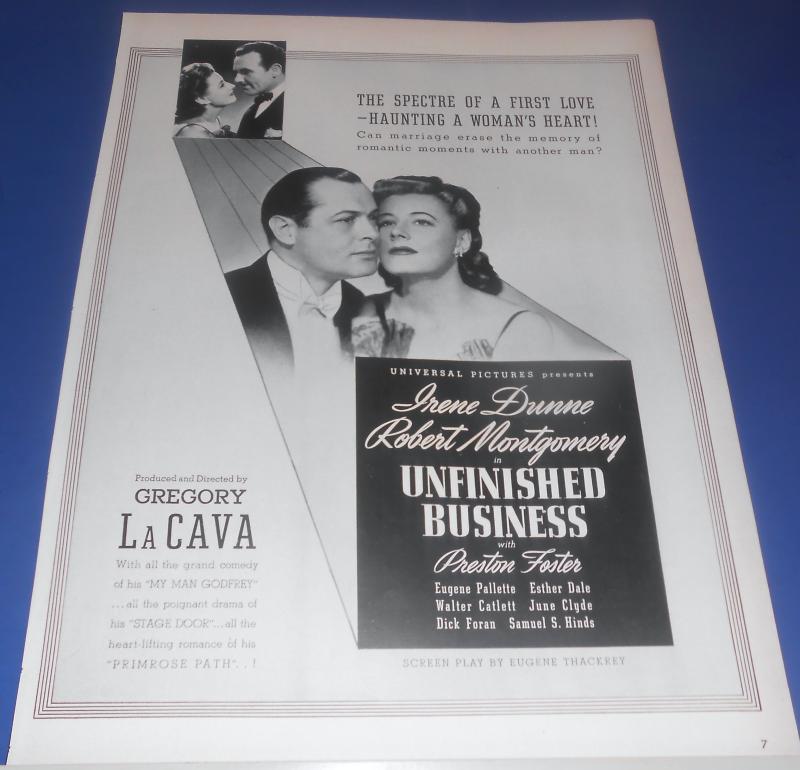 THE SPECTRE OF A FIRST LOVE
—HAUNTING A WOMAN'S HEART!
Can marriage erase the memory of
romantic moments with another man?
UNIVERSAL PICTURES presents
Irene Dunne
Robert Montgomery
in
UNFINISHED
BUSINESS
with
Preston Foster
Eugene Pallette Esther Dale
Walter Catlett June Clyde
Dick Foran Samuel S. Hinds
SCREEN PLAY BY EUGENE THACKREY
Produced and Directed by
GREGORY
LA CAVA
With all the grand comedy
of his "MY MAN GODFREY"
...all the poignant drama of
his "STAGE DOOR"...all the
heart-lifting romance of his
"PRIMROSE PATH"..!
7